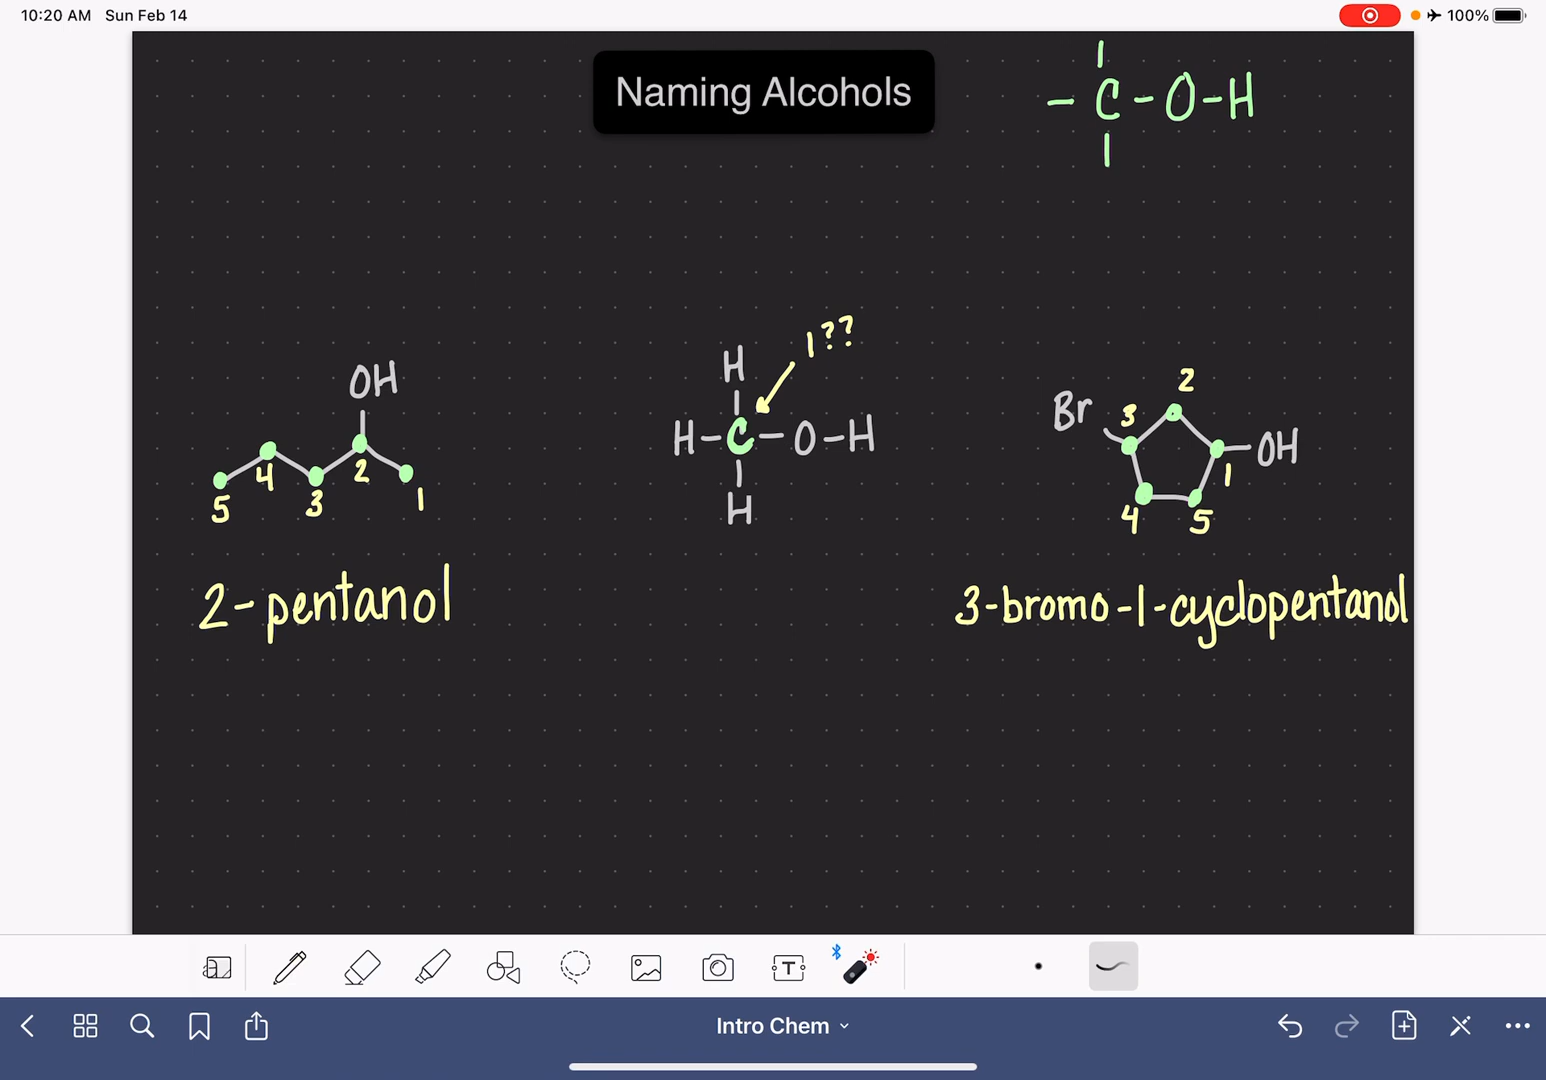 10:20 AM Sun Feb 14
100%
Naming Alcohols
- C - O - H
OH
5 4 3 2 1
2-pentanol
1??
H
H - C - O - H
H
Br
OH
3 2 1 4 5
3-bromo-1-cyclopentanol
a
T
Intro Chem